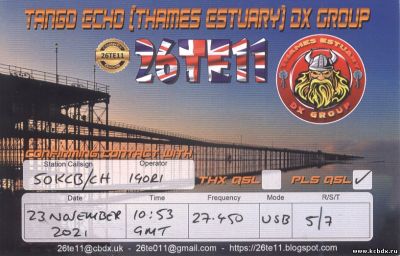 TANGO ECHO (THAMES ESTUARY) DX GROUP
26TE11
26TE11
THAMES ESTUARY
DX GROUP
CONFIRMING CONTACT WITH
Station Callsign
Operator
50KCB/CH
190R1
THX QSL
PLS QSL ✓
Date
Time
Frequency
Mode
R/S/T
23 NOVEMBER
2021
10:53
GMT
27.450
USB
5/7
26te11@cbdx.uk - 26te011@gmail.com - https://26te11.blogspot.com
www.kcbdx.ru